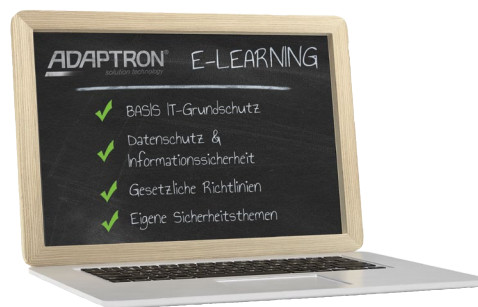 ADAPTRON® E-LEARNING
solution technology
BASIS IT-Grundschutz
Datenschutz &
Informationssicherheit
Gesetzliche Richtlinien
Eigene Sicherheitsthemen